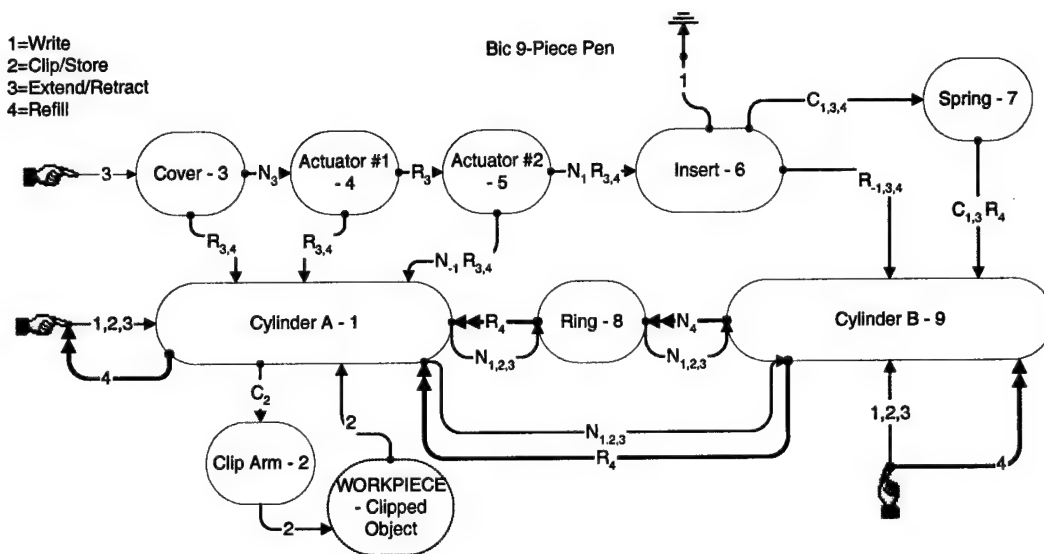 Bic 9-Piece Pen
1=Write
2=Clip/Store
3=Extend/Retract
4=Refill
1
C1,3,4
Spring - 7
3
Cover - 3
N3
Actuator #1 - 4
R3
Actuator #2 - 5
N1 R3,4
Insert - 6
R-1,3,4
C1,3 R4
R3,4
R3,4
N-1 R3,4
1,2,3
Cylinder A - 1
R4
N1,2,3
Ring - 8
N4
N1,2,3
Cylinder B - 9
4
C2
2
N1,2,3
R4
1,2,3
4
Clip Arm - 2
2
WORKPIECE
- Clipped
Object